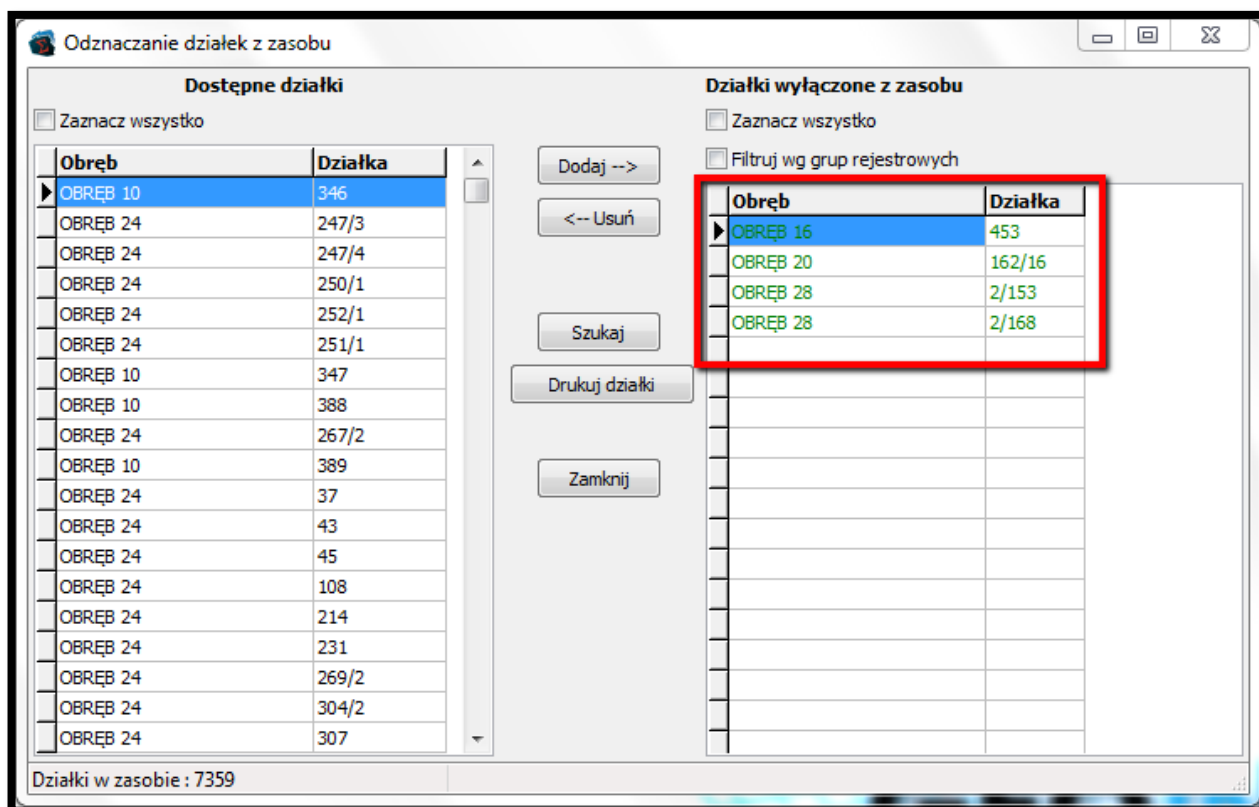 Odznaczanie działek z zasobu
Dostępne działki
Zaznacz wszystko
Obręb Działka
OBRĘB 10 346
OBRĘB 24 247/3
OBRĘB 24 247/4
OBRĘB 24 250/1
OBRĘB 24 252/1
OBRĘB 24 251/1
OBRĘB 10 347
OBRĘB 10 388
OBRĘB 24 267/2
OBRĘB 10 389
OBRĘB 24 37
OBRĘB 24 43
OBRĘB 24 45
OBRĘB 24 108
OBRĘB 24 214
OBRĘB 24 231
OBRĘB 24 269/2
OBRĘB 24 304/2
OBRĘB 24 307
Dodaj -->
<-- Usuń
Szukaj
Drukuj działki
Zamknij
Działki wyłączone z zasobu
Zaznacz wszystko
Filtruj wg grup rejestrowych
Obręb Działka
OBRĘB 16 453
OBRĘB 20 162/16
OBRĘB 28 2/153
OBRĘB 28 2/168
Działki w zasobie : 7359